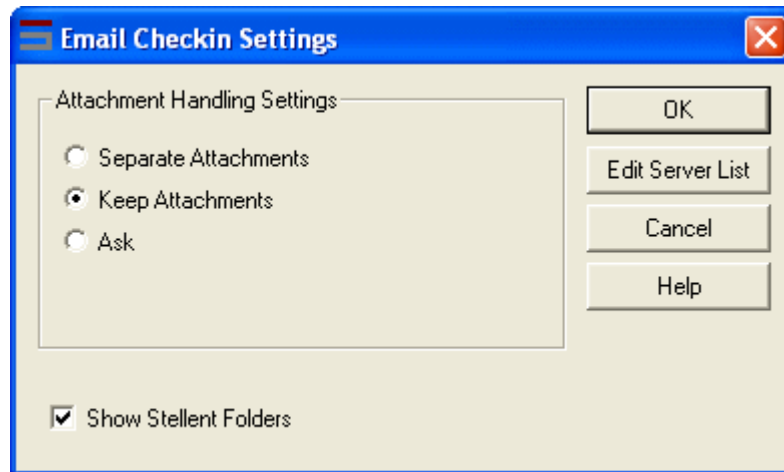 Email Checkin Settings
Attachment Handling Settings
Separate Attachments
Keep Attachments
Ask
OK
Edit Server List
Cancel
Help
Show Stellent Folders